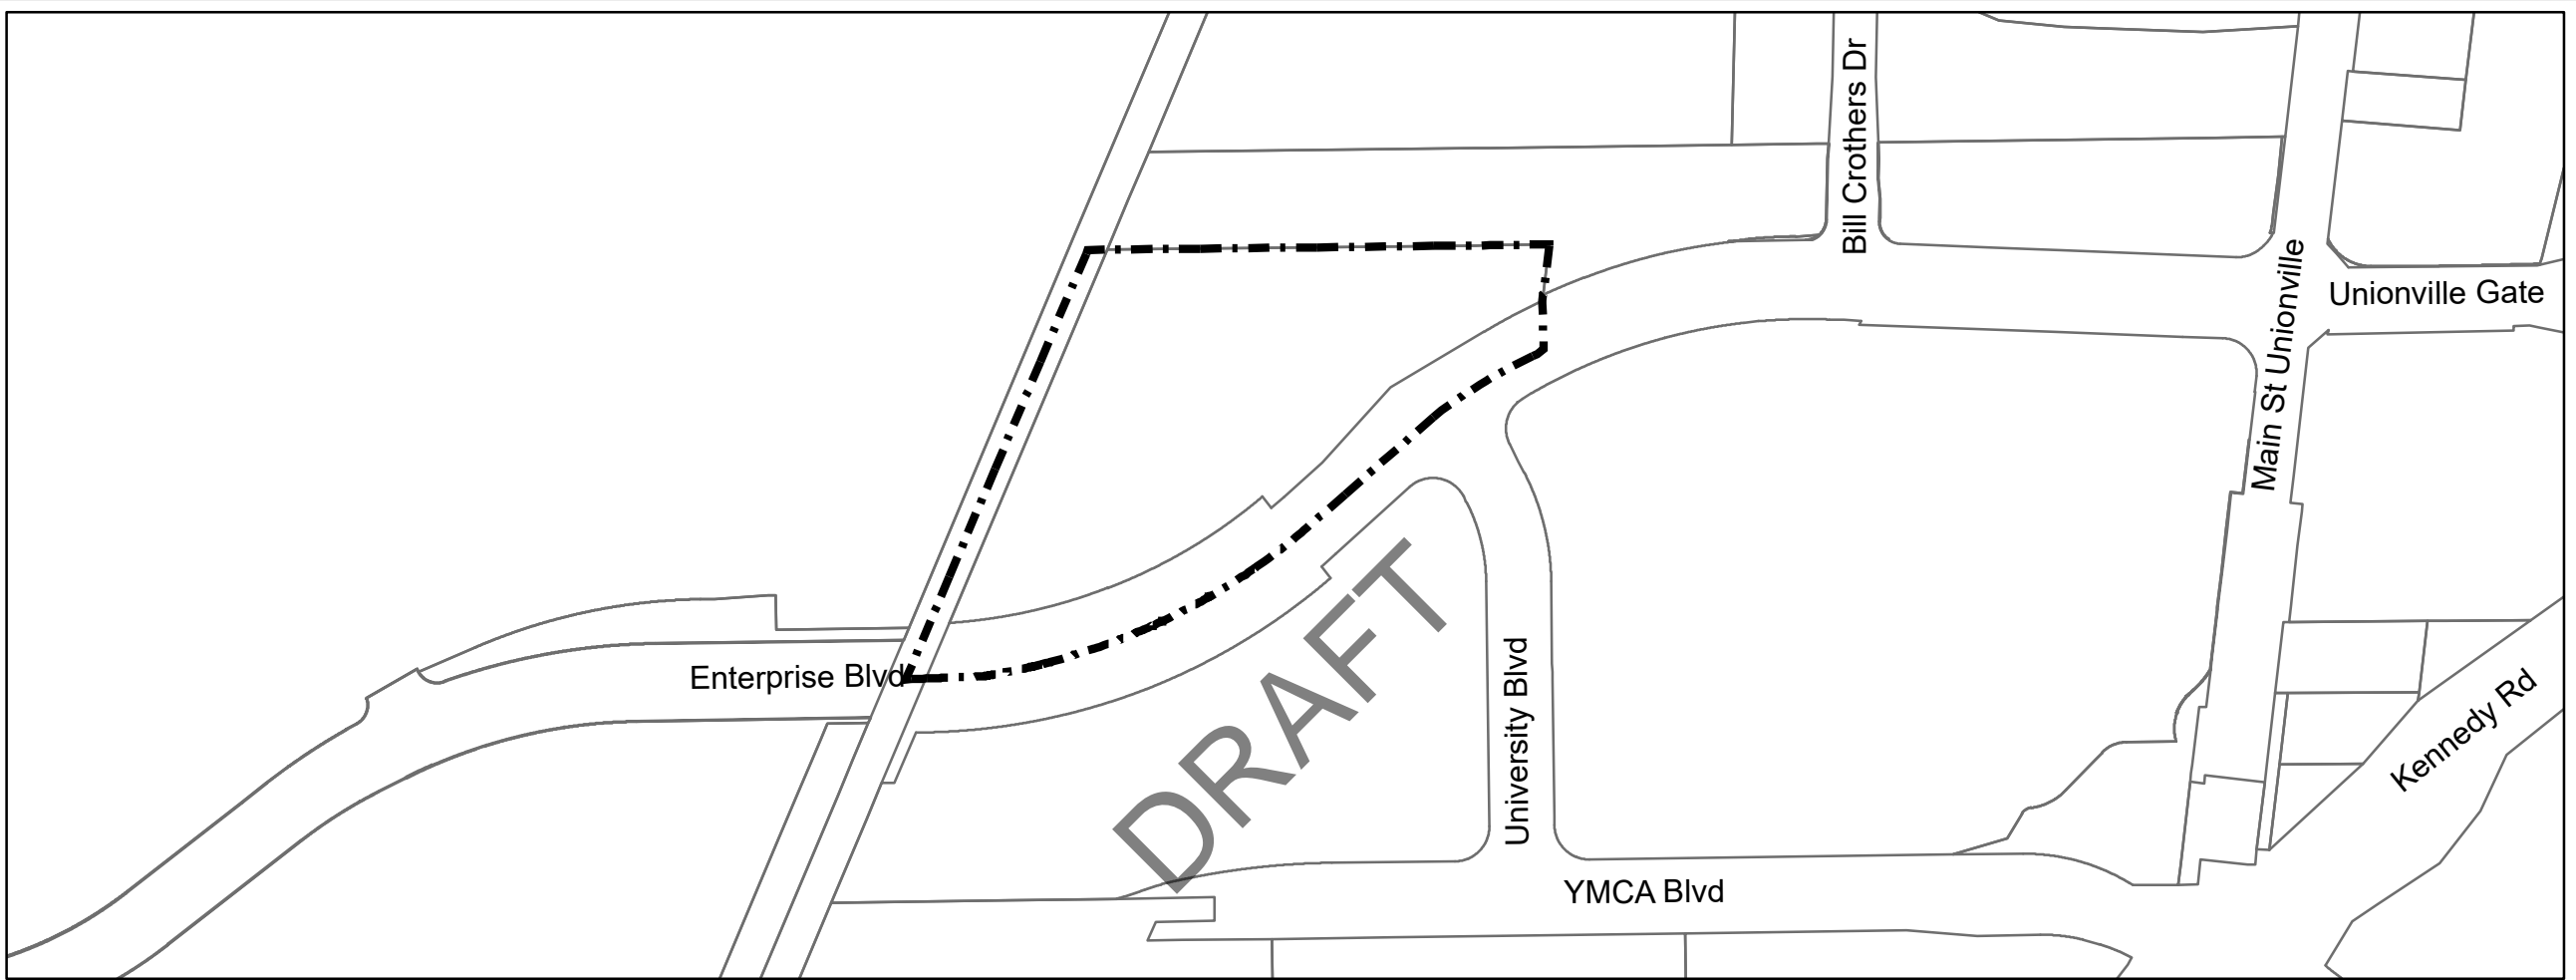 Bill Crothers Dr
Main St Unionville
Unionville Gate
Enterprise Blvd
DRAFT
University Blvd
Kennedy Rd
YMCA Blvd